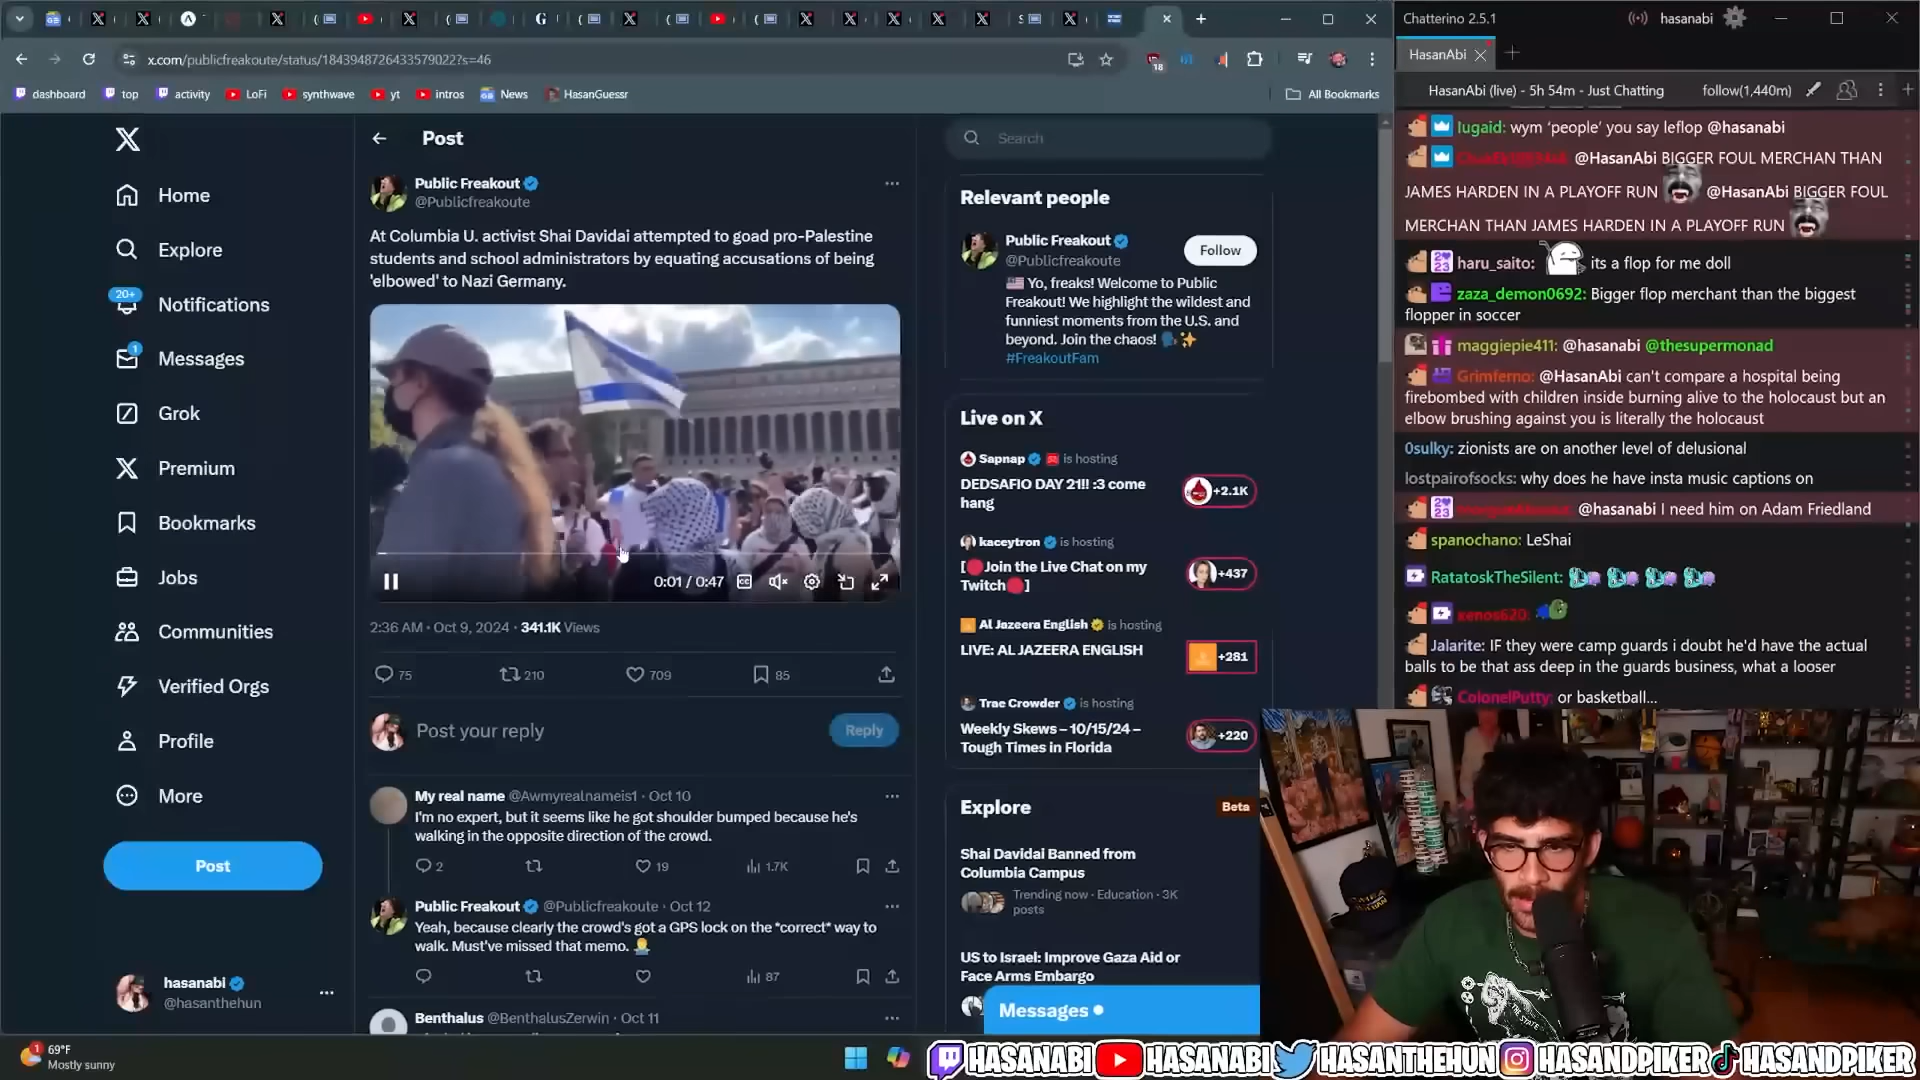 Chatterino 2.5.1
hasanabi
x.com/publicfreakoute/status/1843948726433579022?s=46
18
HasanAbi
dashboard
top
activity
LoFi
synthwave
yt
intros
News
HasanGuessr
All Bookmarks
HasanAbi (live) - 5h 54m - Just Chatting
follow(1,440m)
Home
Explore
20+
Notifications
1
Messages
Grok
Premium
Bookmarks
Jobs
Communities
Verified Orgs
Profile
More
Post
hasanabi
@hasanthehun
Post
Public Freakout
@Publicfreakoute
At Columbia U. activist Shai Davidai attempted to goad pro-Palestine
students and school administrators by equating accusations of being
'elbowed' to Nazi Germany.
0:01 / 0:47
2:36 AM · Oct 9, 2024 · 341.1K Views
75
210
709
85
Post your reply
Reply
My real name @Awmyrealnameis1 · Oct 10
I'm no expert, but it seems like he got shoulder bumped because he's
walking in the opposite direction of the crowd.
2
19
1.7K
Public Freakout @Publicfreakoute · Oct 12
Yeah, because clearly the crowd's got a GPS lock on the *correct* way to
walk. Must've missed that memo.
87
Benthalus @BenthalusZerwin · Oct 11
Search
Relevant people
Public Freakout
@Publicfreakoute
Follow
Yo, freaks! Welcome to Public
Freakout! We highlight the wildest and
funniest moments from the U.S. and
beyond. Join the chaos!
#FreakoutFam
Live on X
Sapnap is hosting
DEDSAFIO DAY 21!! :3 come
hang
+2.1K
kaceytron is hosting
[Join the Live Chat on my
Twitch]
+437
Al Jazeera English is hosting
LIVE: AL JAZEERA ENGLISH
+281
Trae Crowder is hosting
Weekly Skews – 10/15/24 –
Tough Times in Florida
+220
Explore
Beta
Shai Davidai Banned from
Columbia Campus
Trending now · Education · 3K
posts
US to Israel: Improve Gaza Aid or
Face Arms Embargo
Messages
lugaid: wym ‘people’ you say leflop @hasanabi
@HasanAbi BIGGER FOUL MERCHAN THAN
JAMES HARDEN IN A PLAYOFF RUN @HasanAbi BIGGER FOUL
MERCHAN THAN JAMES HARDEN IN A PLAYOFF RUN
haru_saito: its a flop for me doll
zaza_demon0692: Bigger flop merchant than the biggest
flopper in soccer
maggiepie411: @hasanabi @thesupermonad
Grimferno: @HasanAbi can't compare a hospital being
firebombed with children inside burning alive to the holocaust but an
elbow brushing against you is literally the holocaust
0sulky: zionists are on another level of delusional
lostpairofsocks: why does he have insta music captions on
@hasanabi I need him on Adam Friedland
spanochano: LeShai
RatatoskTheSilent:
xenos620:
Jalarite: IF they were camp guards i doubt he'd have the actual
balls to be that ass deep in the guards business, what a looser
ColonelPutty: or basketball...
1
69°F
Mostly sunny
HASANABI HASANABI HASANTHEHUN HASANDPIKER HASANDPIKER